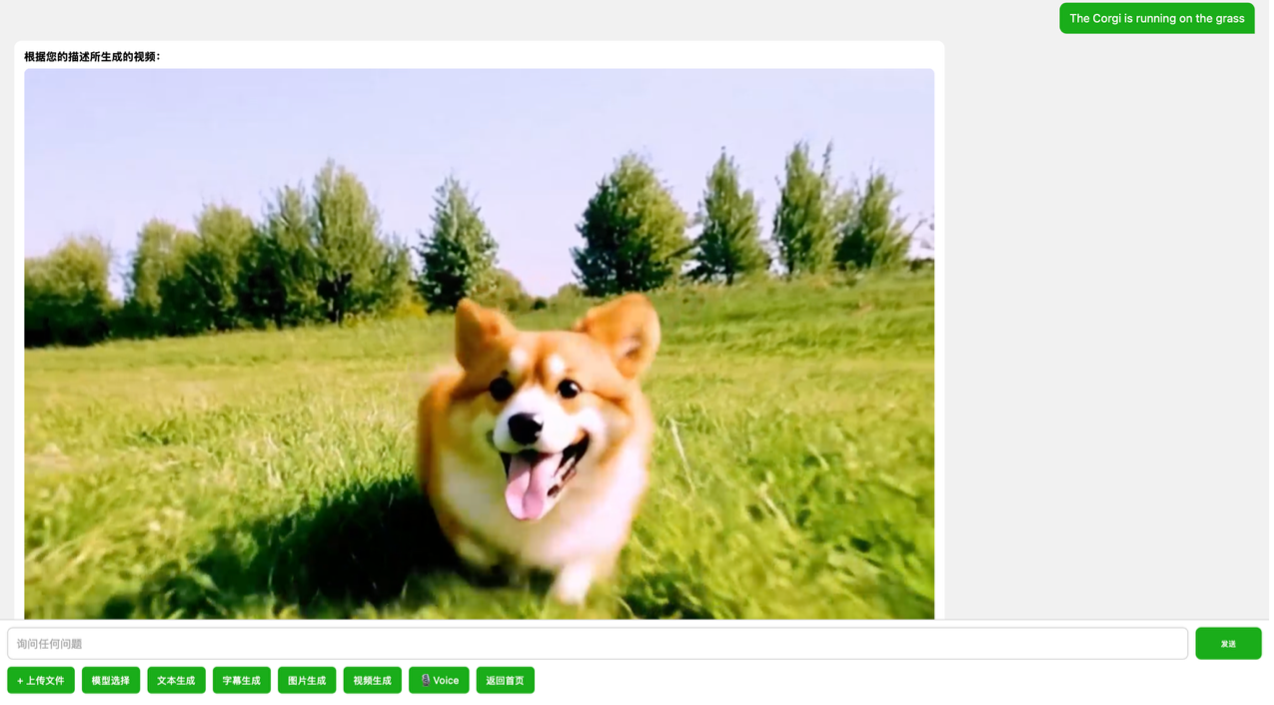 The Corgi is running on the grass
根据您的描述所生成的视频：
询问任何问题
发送
+ 上传文件
模型选择
文本生成
字幕生成
图片生成
视频生成
Voice
返回首页